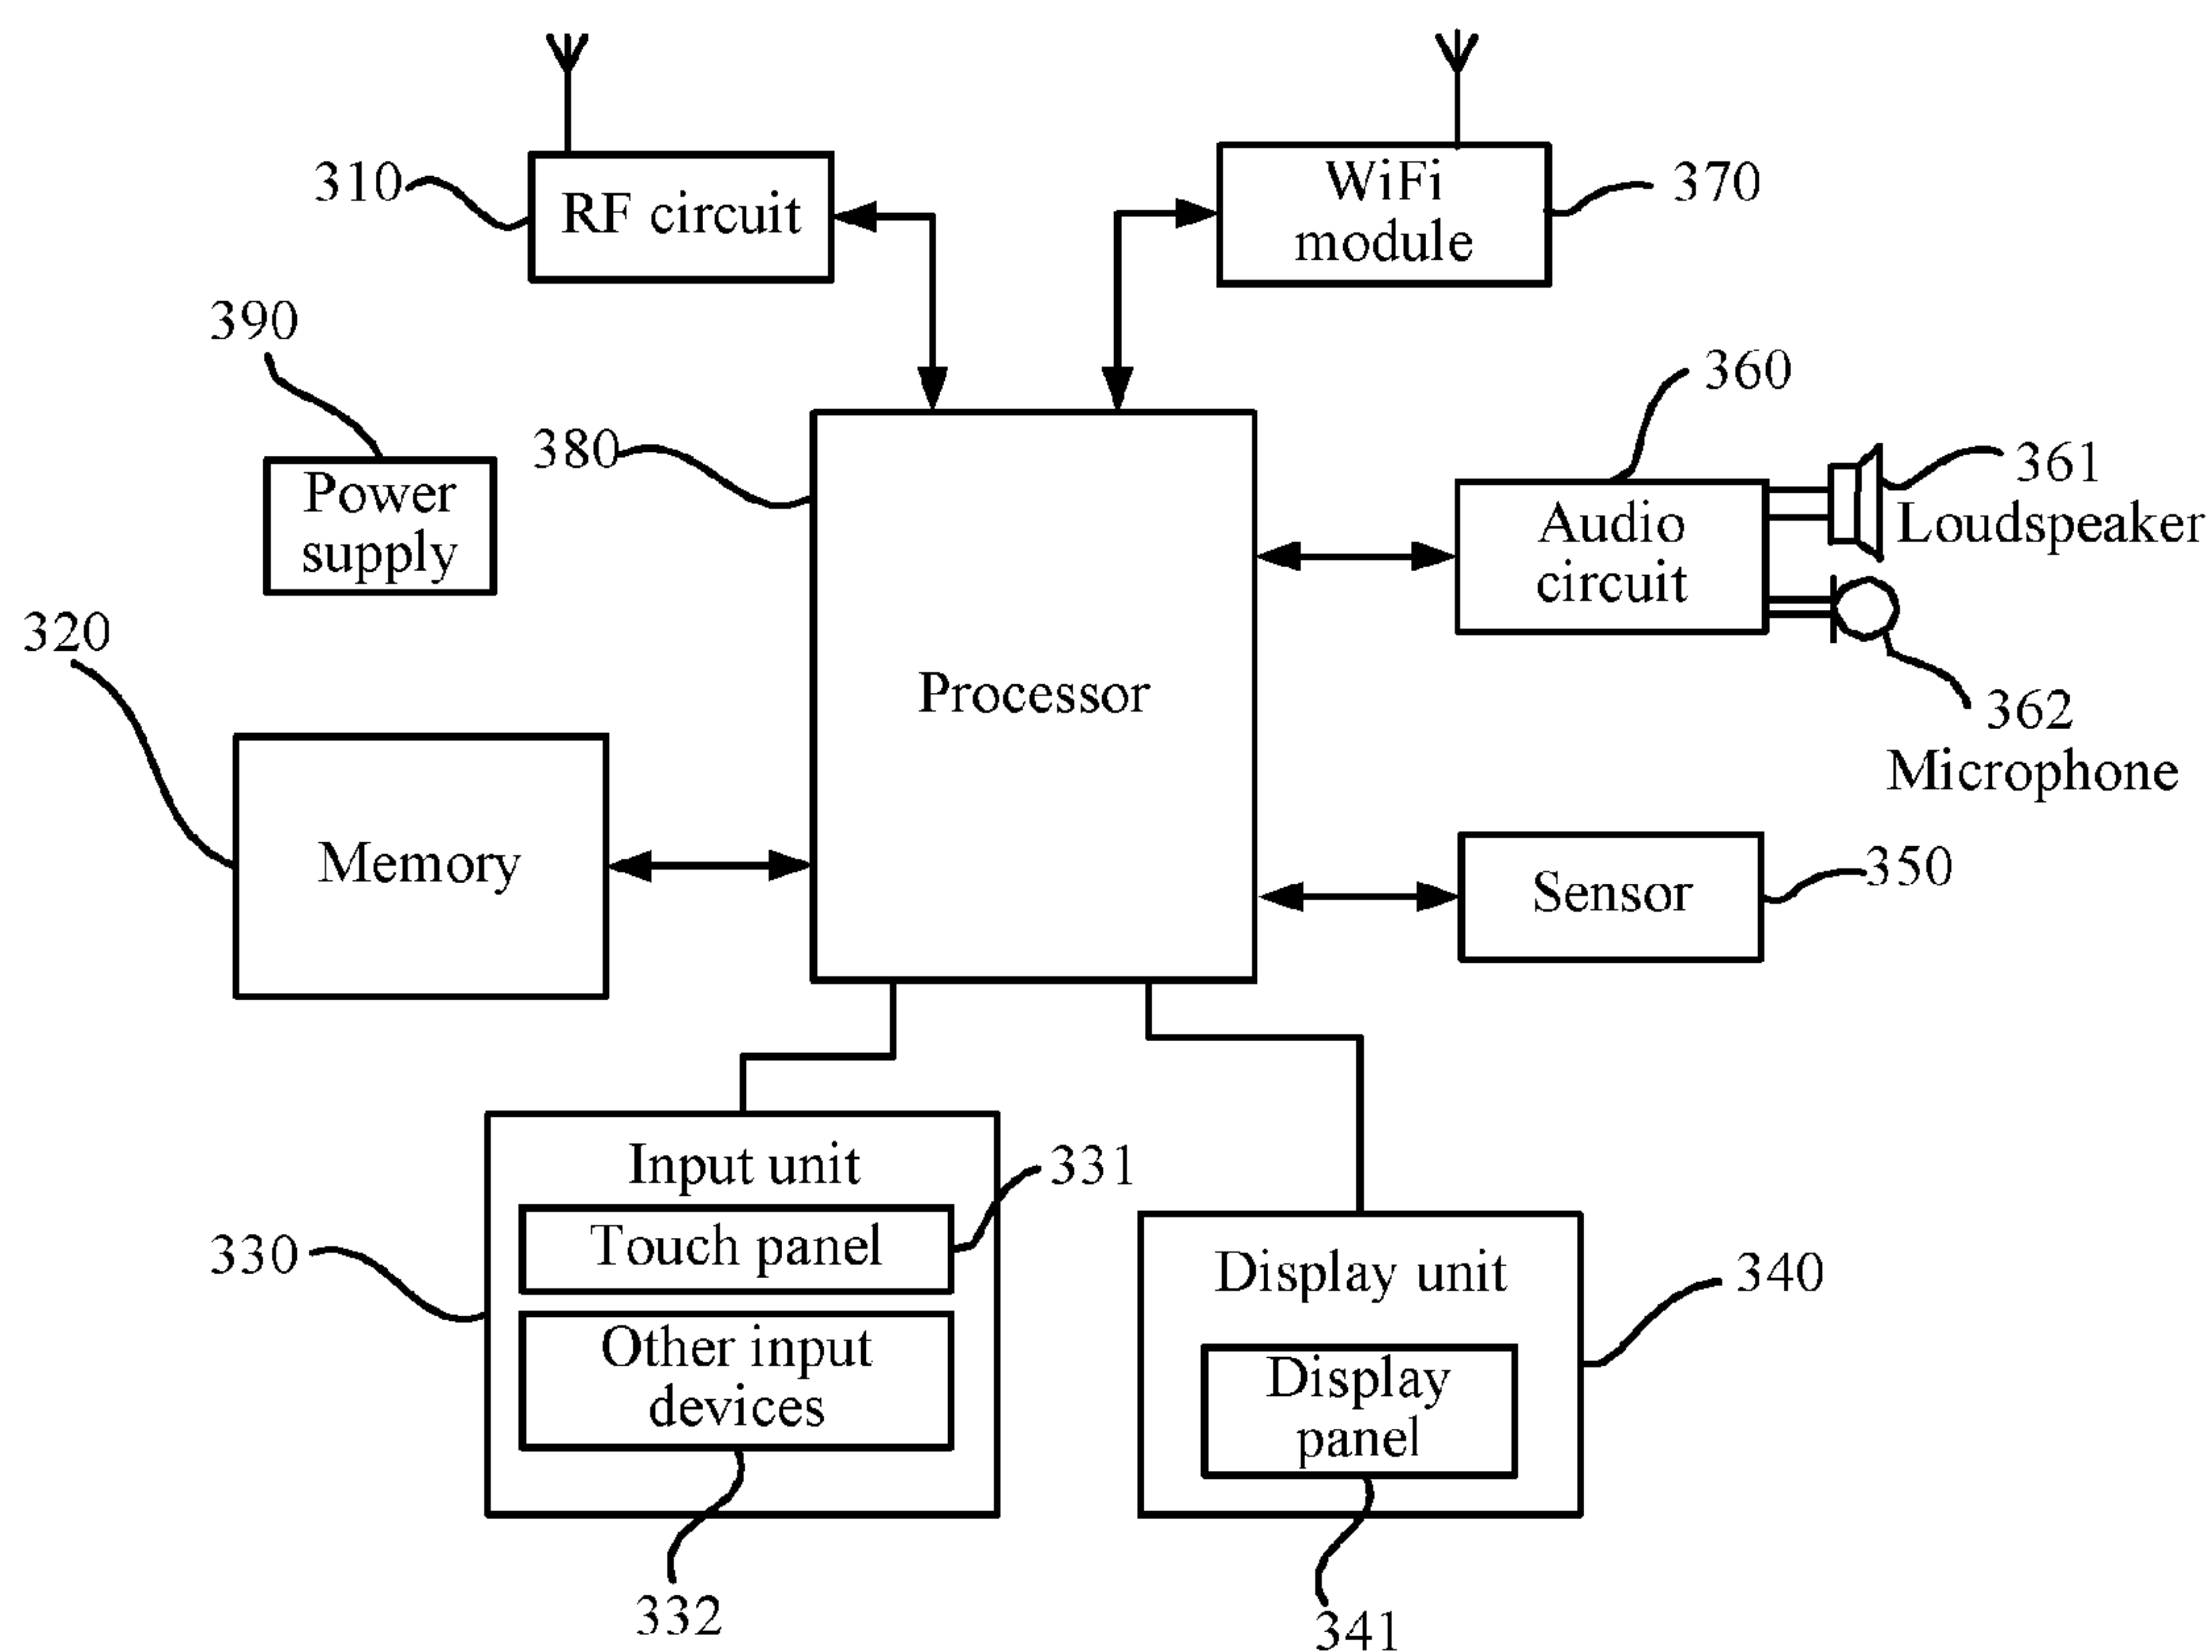 310
RF circuit
WiFi
module
370
390
Power
supply
380
Processor
360
Audio
circuit
361
Loudspeaker
362
Microphone
320
Memory
Sensor
350
Input unit
331
Touch panel
330
Other input
devices
332
Display unit
340
Display
panel
341